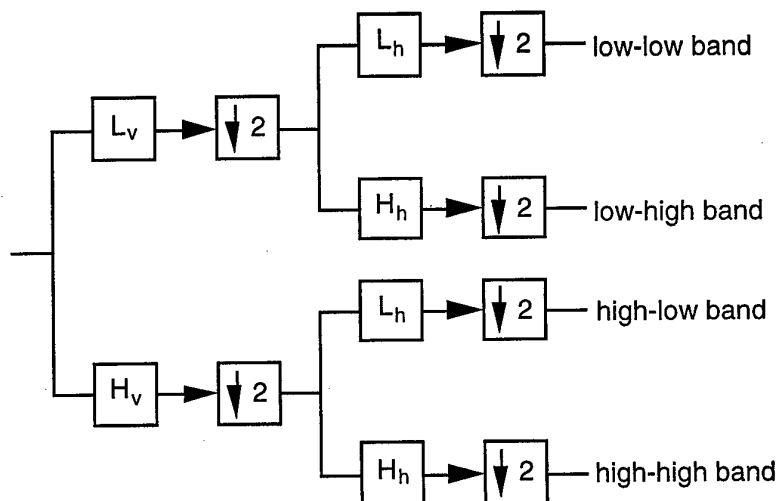 L_h ↓ 2 low-low band
L_v ↓ 2
H_h ↓ 2 low-high band
L_h ↓ 2 high-low band
H_v ↓ 2
H_h ↓ 2 high-high band